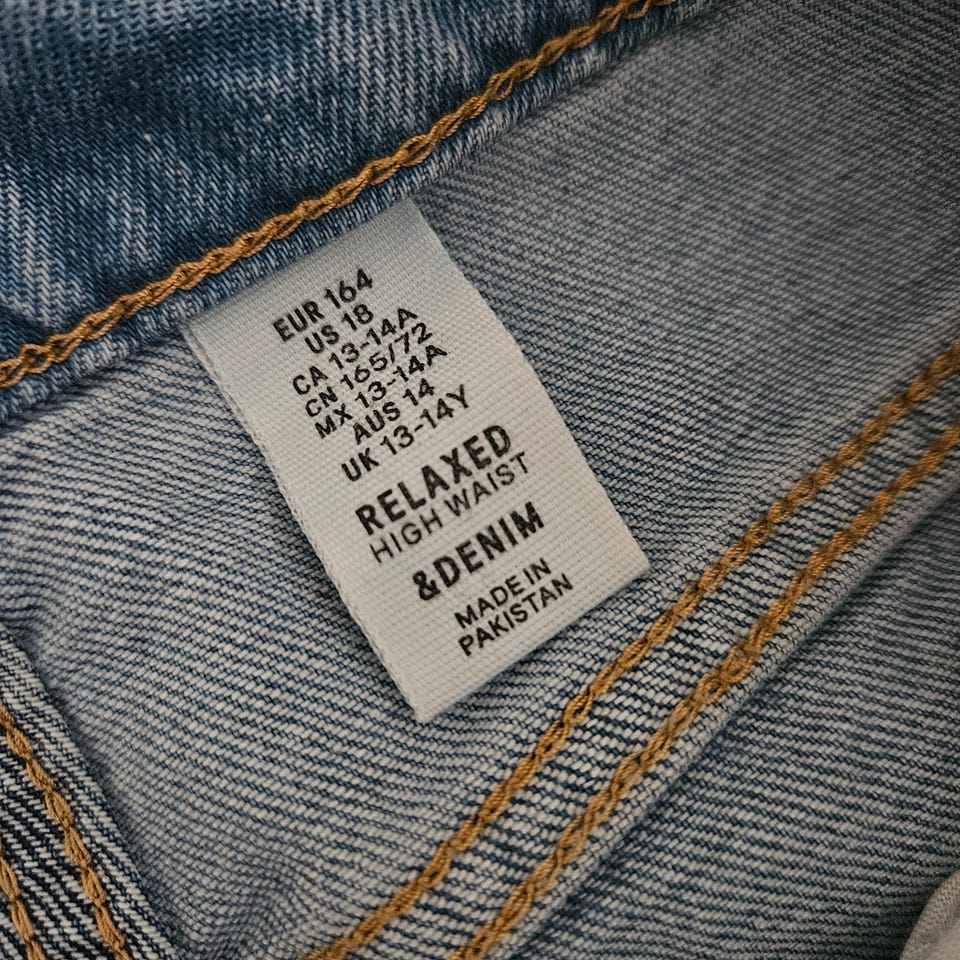 EUR 164
US 18
CA 13-14A
CN 165/72
MX 13-14A
AUS 14
UK 13-14Y
RELAXED
HIGH WAIST
&DENIM
MADE IN
PAKISTAN